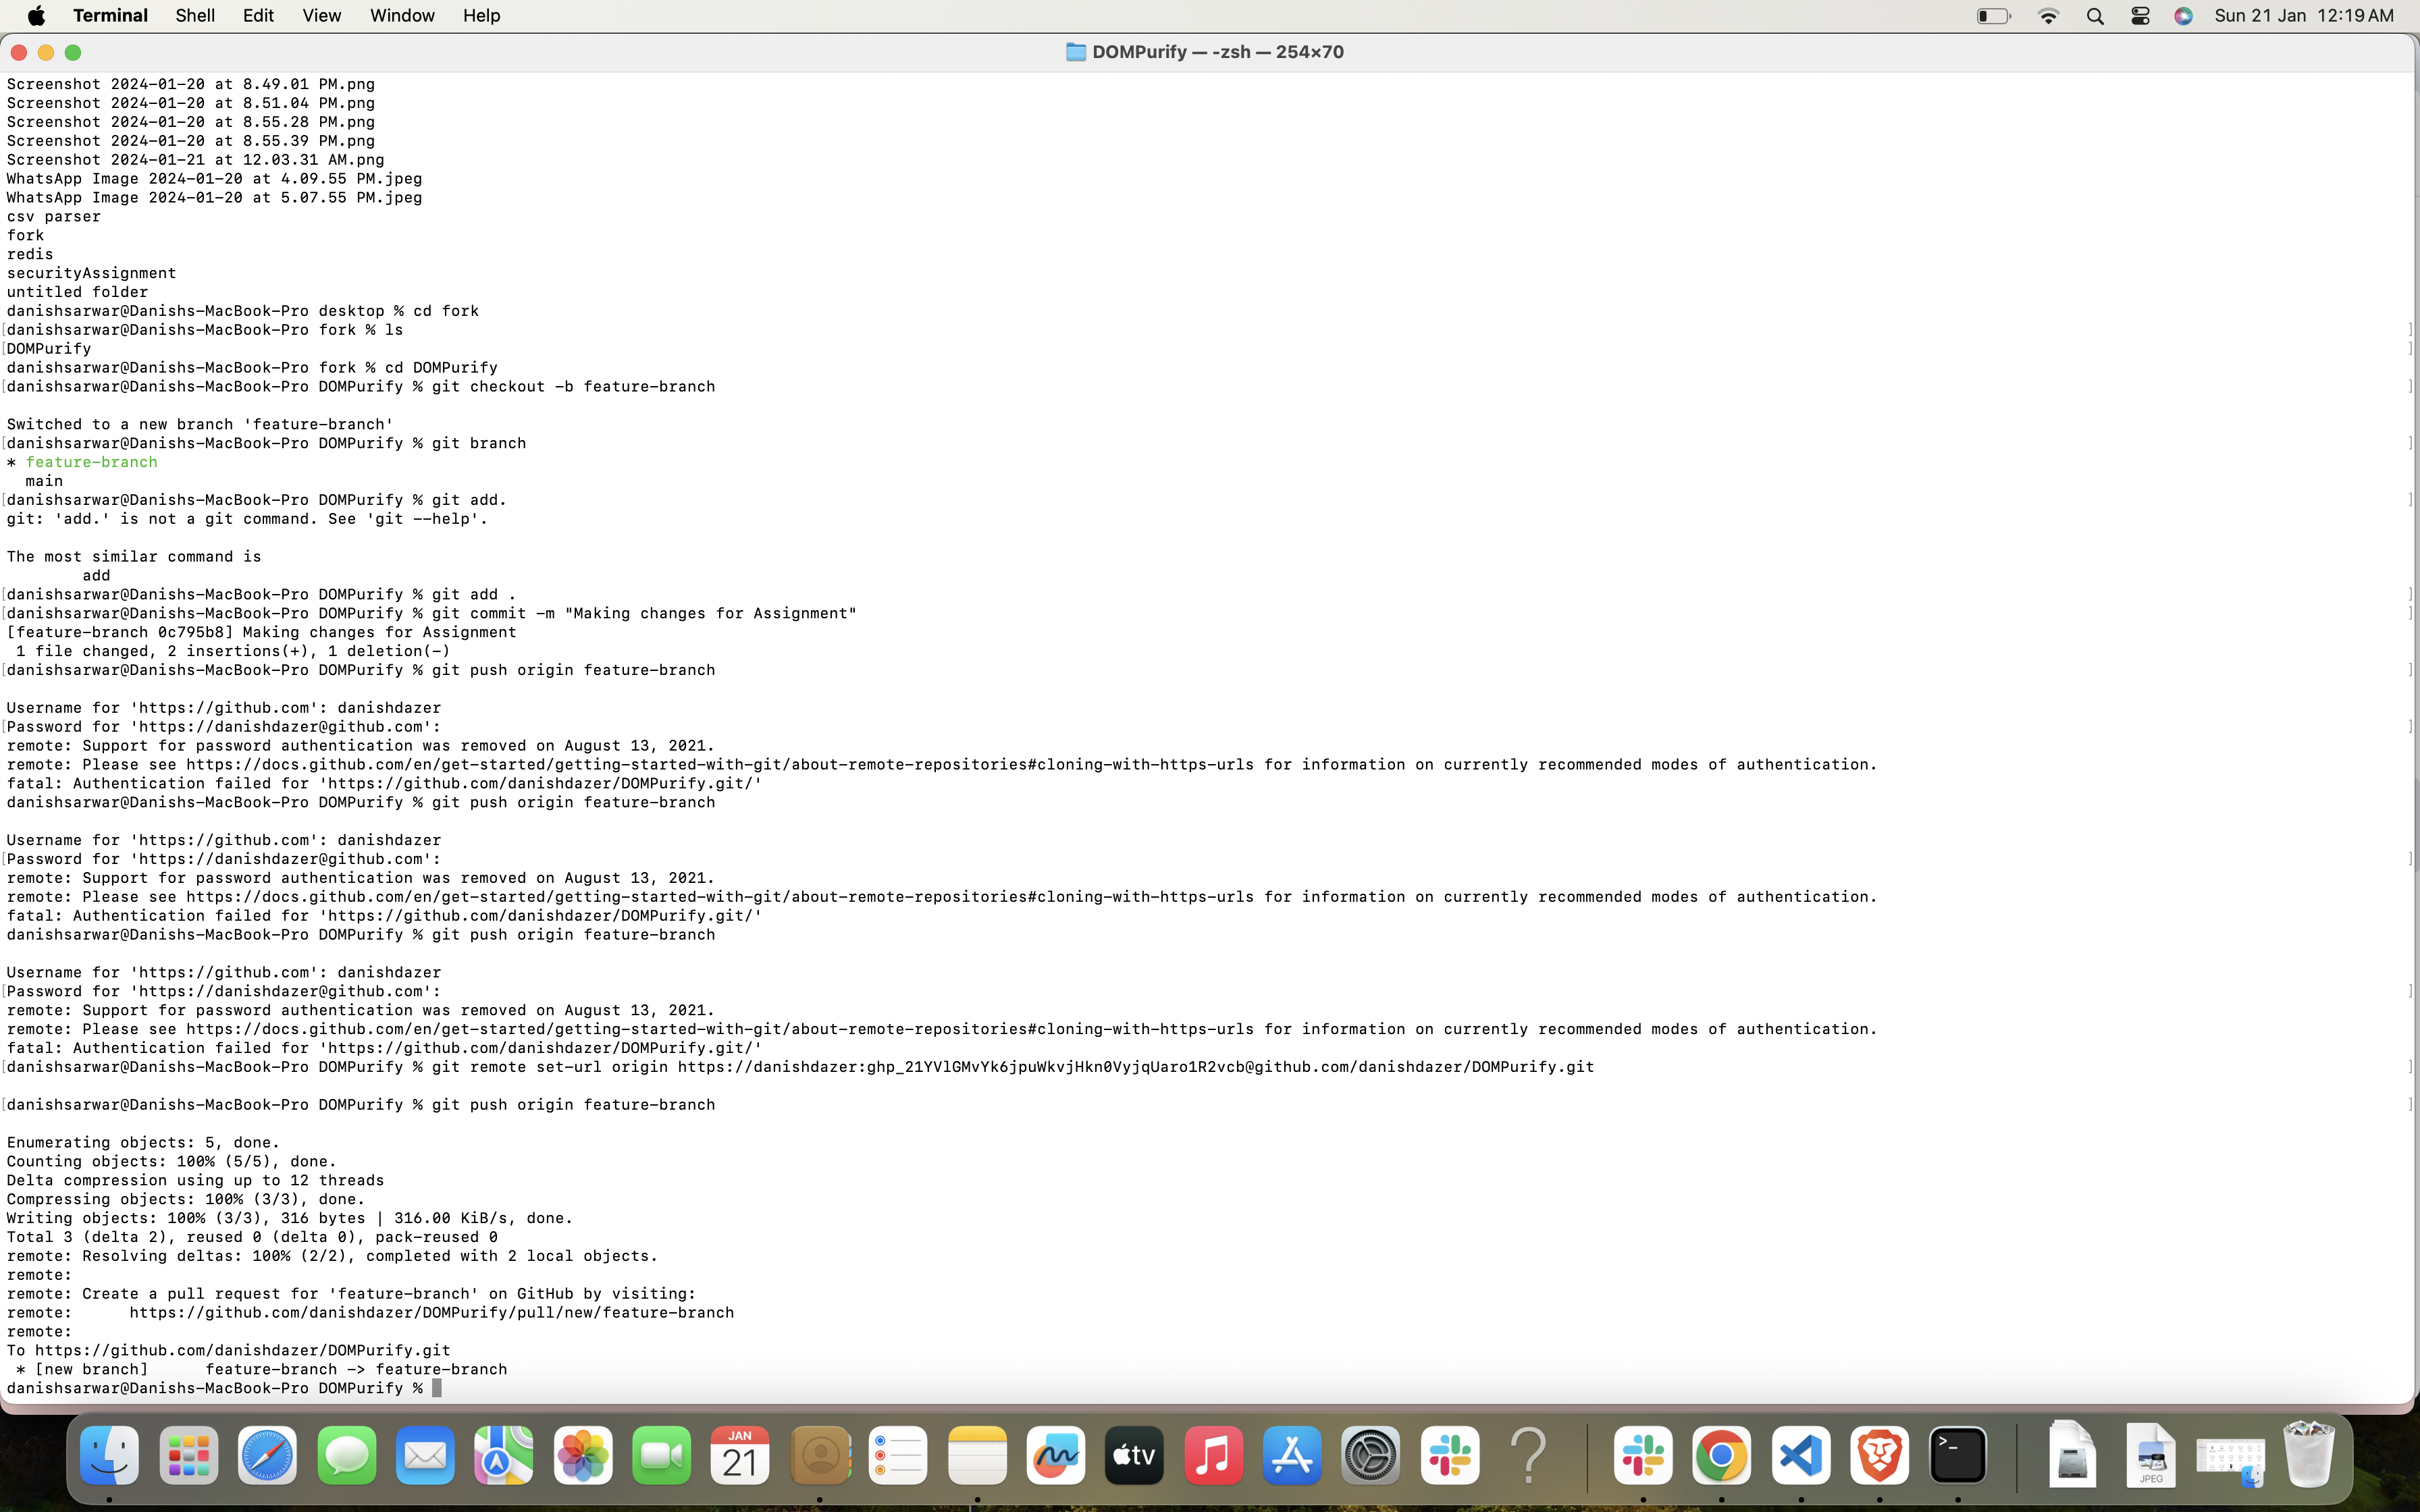 Terminal Shell Edit View Window Help Sun 21 Jan 12:19 AM
DOMPurify — -zsh — 254×70
Screenshot 2024-01-20 at 8.49.01 PM.png
Screenshot 2024-01-20 at 8.51.04 PM.png
Screenshot 2024-01-20 at 8.55.28 PM.png
Screenshot 2024-01-20 at 8.55.39 PM.png
Screenshot 2024-01-21 at 12.03.31 AM.png
WhatsApp Image 2024-01-20 at 4.09.55 PM.jpeg
WhatsApp Image 2024-01-20 at 5.07.55 PM.jpeg
csv parser
fork
redis
securityAssignment
untitled folder
danishsarwar@Danishs-MacBook-Pro desktop % cd fork
[danishsarwar@Danishs-MacBook-Pro fork % ls ]
[DOMPurify ]
danishsarwar@Danishs-MacBook-Pro fork % cd DOMPurify
[danishsarwar@Danishs-MacBook-Pro DOMPurify % git checkout -b feature-branch ]
Switched to a new branch 'feature-branch'
[danishsarwar@Danishs-MacBook-Pro DOMPurify % git branch ]
* feature-branch
main
[danishsarwar@Danishs-MacBook-Pro DOMPurify % git add. ]
git: 'add.' is not a git command. See 'git --help'.
The most similar command is
add
[danishsarwar@Danishs-MacBook-Pro DOMPurify % git add . ]
[danishsarwar@Danishs-MacBook-Pro DOMPurify % git commit -m "Making changes for Assignment" ]
[feature-branch 0c795b8] Making changes for Assignment
1 file changed, 2 insertions(+), 1 deletion(-)
[danishsarwar@Danishs-MacBook-Pro DOMPurify % git push origin feature-branch ]
Username for 'https://github.com': danishdazer
[Password for 'https://danishdazer@github.com': ]
remote: Support for password authentication was removed on August 13, 2021.
remote: Please see https://docs.github.com/en/get-started/getting-started-with-git/about-remote-repositories#cloning-with-https-urls for information on currently recommended modes of authentication.
fatal: Authentication failed for 'https://github.com/danishdazer/DOMPurify.git/'
danishsarwar@Danishs-MacBook-Pro DOMPurify % git push origin feature-branch
Username for 'https://github.com': danishdazer
[Password for 'https://danishdazer@github.com': ]
remote: Support for password authentication was removed on August 13, 2021.
remote: Please see https://docs.github.com/en/get-started/getting-started-with-git/about-remote-repositories#cloning-with-https-urls for information on currently recommended modes of authentication.
fatal: Authentication failed for 'https://github.com/danishdazer/DOMPurify.git/'
danishsarwar@Danishs-MacBook-Pro DOMPurify % git push origin feature-branch
Username for 'https://github.com': danishdazer
[Password for 'https://danishdazer@github.com': ]
remote: Support for password authentication was removed on August 13, 2021.
remote: Please see https://docs.github.com/en/get-started/getting-started-with-git/about-remote-repositories#cloning-with-https-urls for information on currently recommended modes of authentication.
fatal: Authentication failed for 'https://github.com/danishdazer/DOMPurify.git/'
[danishsarwar@Danishs-MacBook-Pro DOMPurify % git remote set-url origin https://danishdazer: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@github.com/danishdazer/DOMPurify.git ]
[danishsarwar@Danishs-MacBook-Pro DOMPurify % git push origin feature-branch ]
Enumerating objects: 5, done.
Counting objects: 100% (5/5), done.
Delta compression using up to 12 threads
Compressing objects: 100% (3/3), done.
Writing objects: 100% (3/3), 316 bytes | 316.00 KiB/s, done.
Total 3 (delta 2), reused 0 (delta 0), pack-reused 0
remote: Resolving deltas: 100% (2/2), completed with 2 local objects.
remote:
remote: Create a pull request for 'feature-branch' on GitHub by visiting:
remote: https://github.com/danishdazer/DOMPurify/pull/new/feature-branch
remote:
To https://github.com/danishdazer/DOMPurify.git
* [new branch] feature-branch -> feature-branch
danishsarwar@Danishs-MacBook-Pro DOMPurify %
JAN
21
tv
>_
JPEG